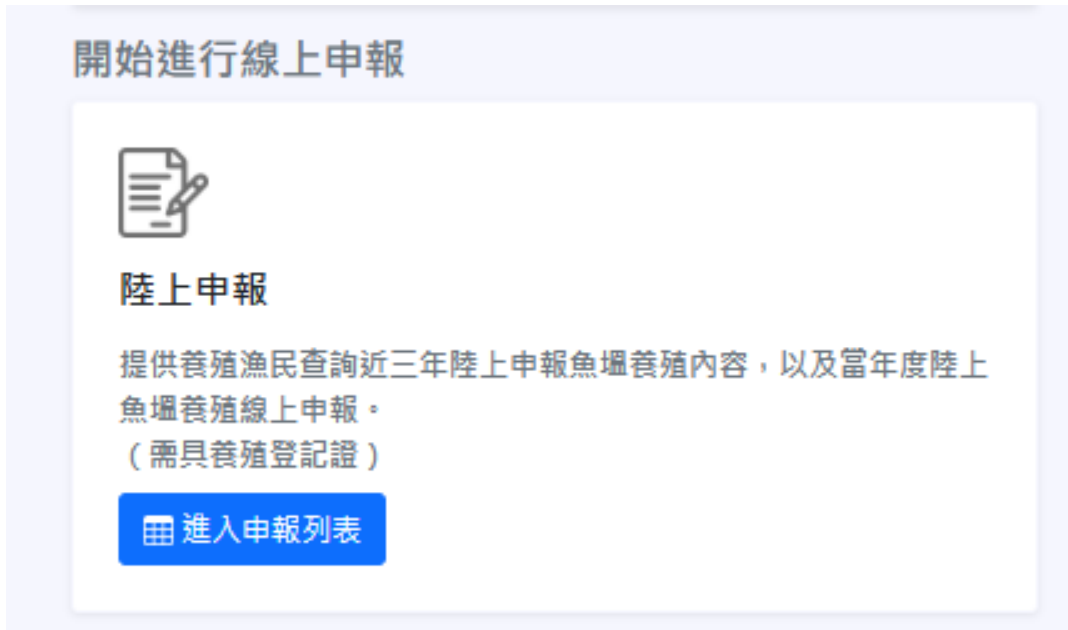 開始進行線上申報
陸上申報
提供養殖漁民查詢近三年陸上申報魚塭養殖內容，以及當年度陸上
魚塭養殖線上申報。
（需具養殖登記證）
進入申報列表